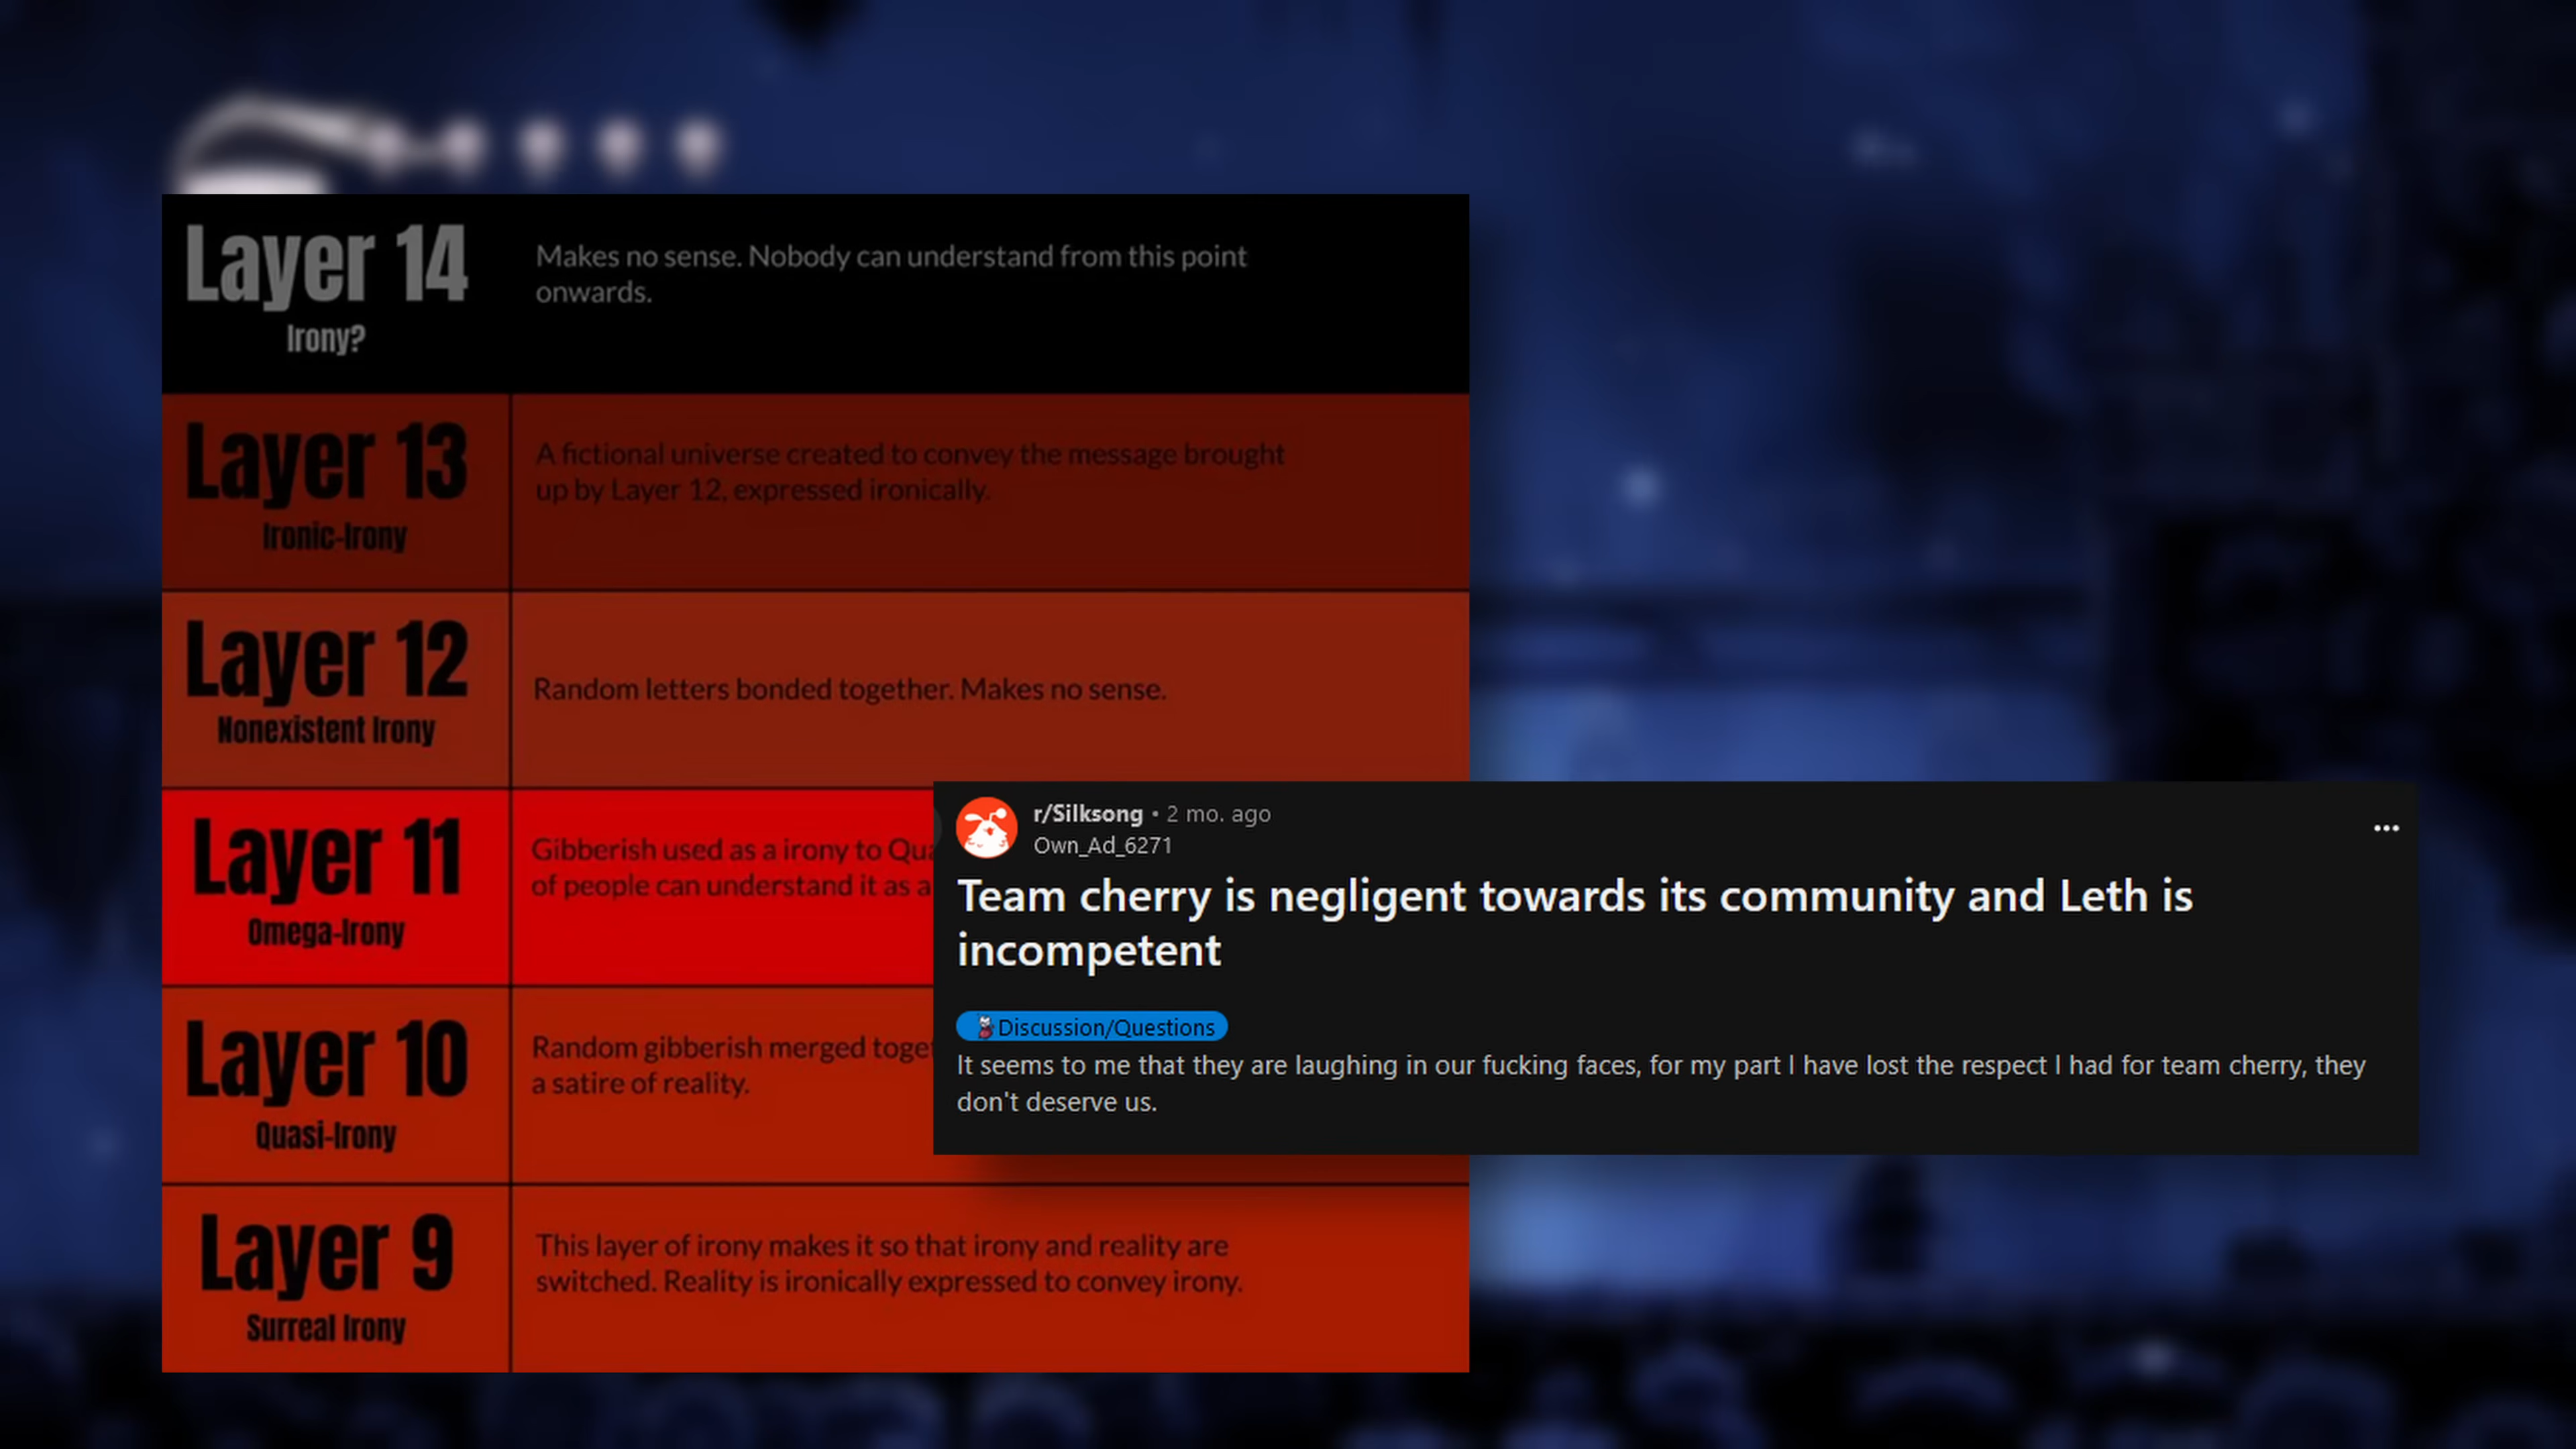 Layer 14
Irony?
Makes no sense. Nobody can understand from this point
onwards.
Layer 13
Ironic-Irony
A fictional universe created to convey the message brought
up by Layer 12, expressed ironically.
Layer 12
Nonexistent Irony
Random letters bonded together. Makes no sense.
Layer 11
Omega-Irony
Gibberish used as a irony to
of people can understand it as a
Layer 10
Quasi-Irony
Random gibberish merged
a satire of reality.
Layer 9
Surreal Irony
This layer of irony makes it so that irony and reality are
switched. Reality is ironically expressed to convey irony.
r/Silksong • 2 mo. ago
Own_Ad_6271
Team cherry is negligent towards its community and Leth is
incompetent
Discussion/Questions
It seems to me that they are laughing in our fucking faces, for my part I have lost the respect I had for team cherry, they
don't deserve us.